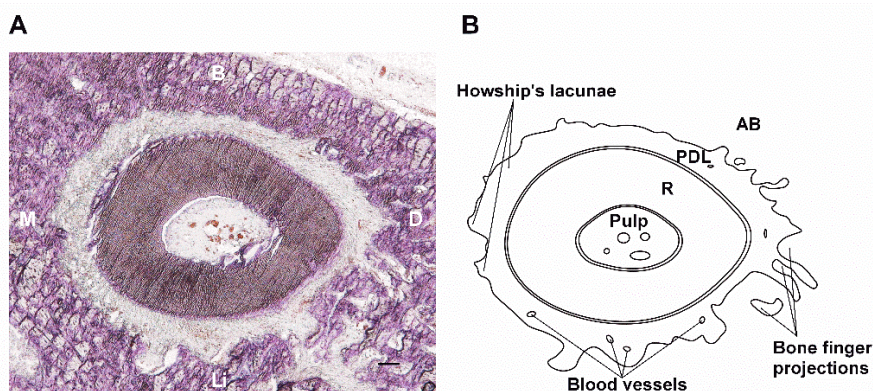 A
B
B
M
D
Li
Howship's lacunae
AB
PDL
R
Pulp
Bone finger
projections
Blood vessels